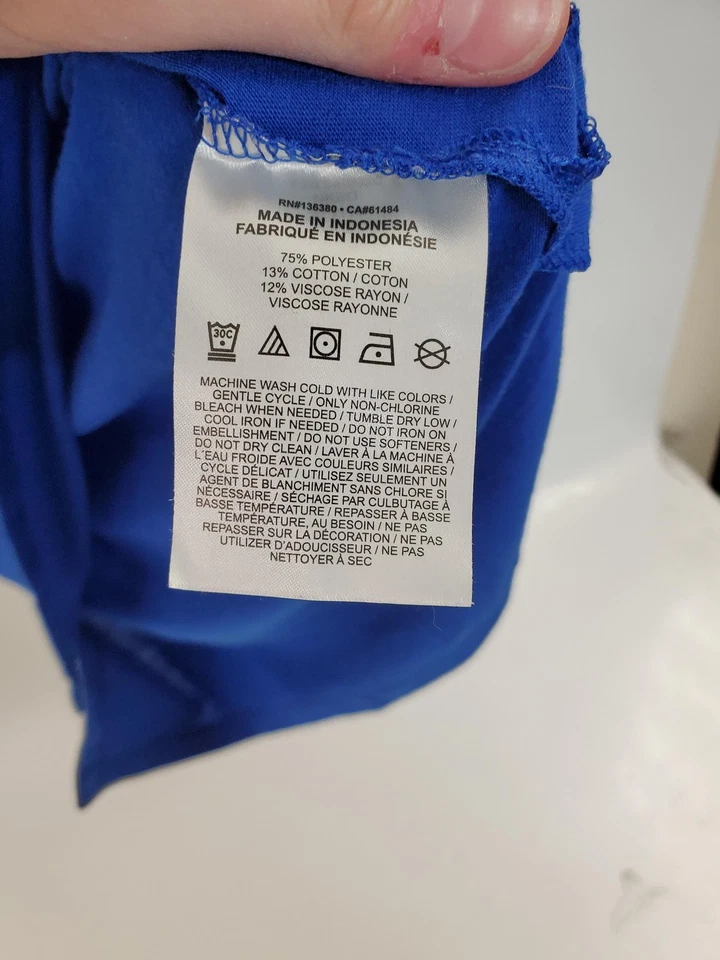 RN#136380 • CA#61484
MADE IN INDONESIA
FABRIQUÉ EN INDONÉSIE
75% POLYESTER
13% COTTON / COTON
12% VISCOSE RAYON /
VISCOSE RAYONNE
30C
MACHINE WASH COLD WITH LIKE COLORS /
GENTLE CYCLE / ONLY NON-CHLORINE
BLEACH WHEN NEEDED / TUMBLE DRY LOW /
COOL IRON IF NEEDED / DO NOT IRON ON
EMBELLISHMENT / DO NOT USE SOFTENERS /
DO NOT DRY CLEAN / LAVER À LA MACHINE À
L'EAU FROIDE AVEC COULEURS SIMILAIRES /
CYCLE DÉLICAT / UTILISEZ SEULEMENT UN
AGENT DE BLANCHIMENT SANS CHLORE SI
NÉCESSAIRE / SÉCHAGE PAR CULBUTAGE À
BASSE TEMPÉRATURE / REPASSER À BASSE
TEMPÉRATURE, AU BESOIN / NE PAS
REPASSER SUR LA DÉCORATION / NE PAS
UTILIZER D'ADOUCISSEUR / NE PAS
NETTOYER À SEC